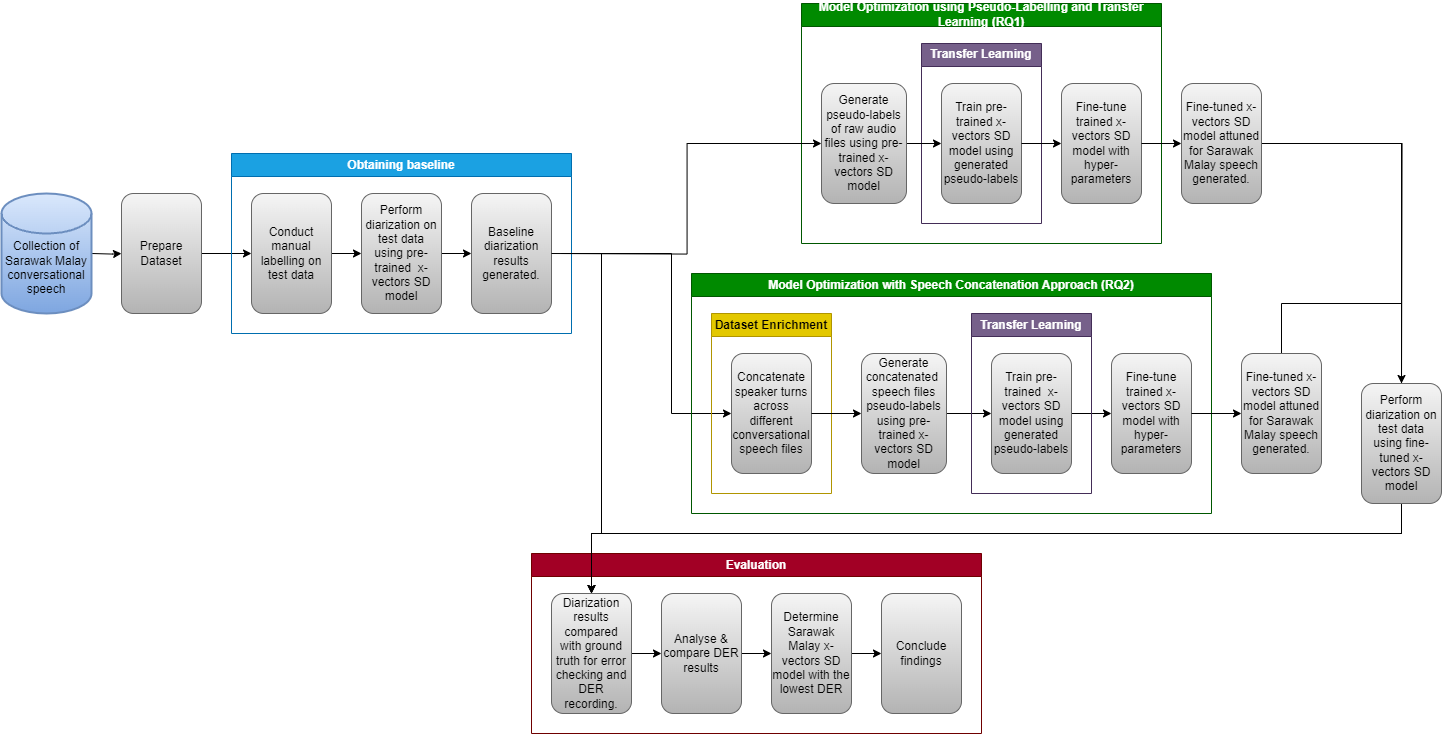 Model Optimization using Pseudo-Labelling and Transfer
Learning (RQ1)
Transfer Learning
Generate
pseudo-labels
of raw audio
files using pre-
trained x-
vectors SD
model
Train pre-
trained x-
vectors SD
model using
generated
pseudo-labels
Fine-tune
trained x-
vectors SD
model with
hyper-
parameters
Fine-tuned x-
vectors SD
model attuned
for Sarawak
Malay speech
generated.
Obtaining baseline
Collection of
Sarawak Malay
conversational
speech
Prepare
Dataset
Conduct
manual
labelling on
test data
Perform
diarization on
test data
using pre-
trained x-
vectors SD
model
Baseline
diarization
results
generated.
Model Optimization with Speech Concatenation Approach (RQ2)
Dataset Enrichment
Transfer Learning
Concatenate
speaker turns
across
different
conversational
speech files
Generate
concatenated
speech files
pseudo-labels
using pre-
trained x-
vectors SD
model
Train pre-
trained x-
vectors SD
model using
generated
pseudo-labels
Fine-tune
trained x-
vectors SD
model with
hyper-
parameters
Fine-tuned x-
vectors SD
model attuned
for Sarawak
Malay speech
generated.
Perform
diarization on
test data
using fine-
tuned x-
vectors SD
model
Evaluation
Diarization
results
compared
with ground
truth for error
checking and
DER
recording.
Analyse &
compare DER
results
Determine
Sarawak
Malay x-
vectors SD
model with the
lowest DER
Conclude
findings